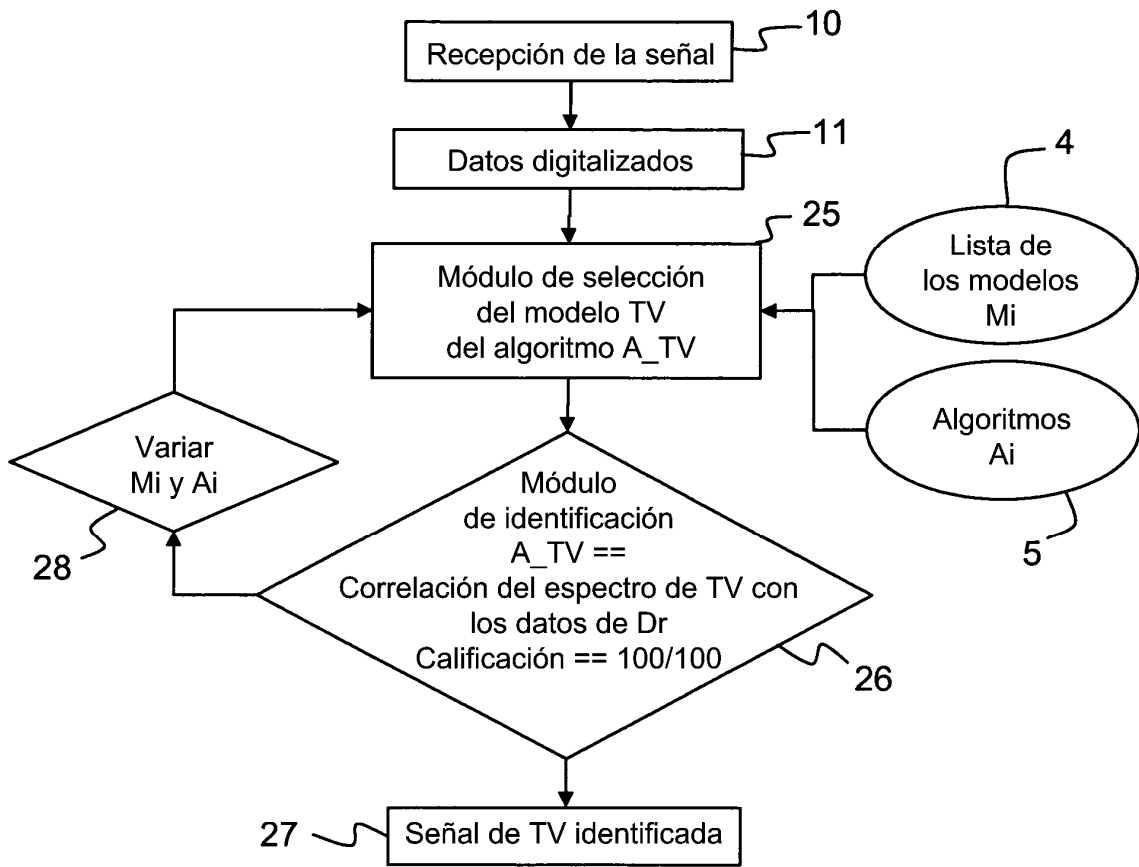 10
Recepción de la señal
11
Datos digitalizados
25
Módulo de selección
del modelo TV
del algoritmo A_TV
4
Lista de
los modelos
Mi
Algoritmos
Ai
5
Variar
Mi y Ai
28
Módulo
de identificación
A_TV ==
Correlación del espectro de TV con
los datos de Dr
Calificación == 100/100
26
27
Señal de TV identificada